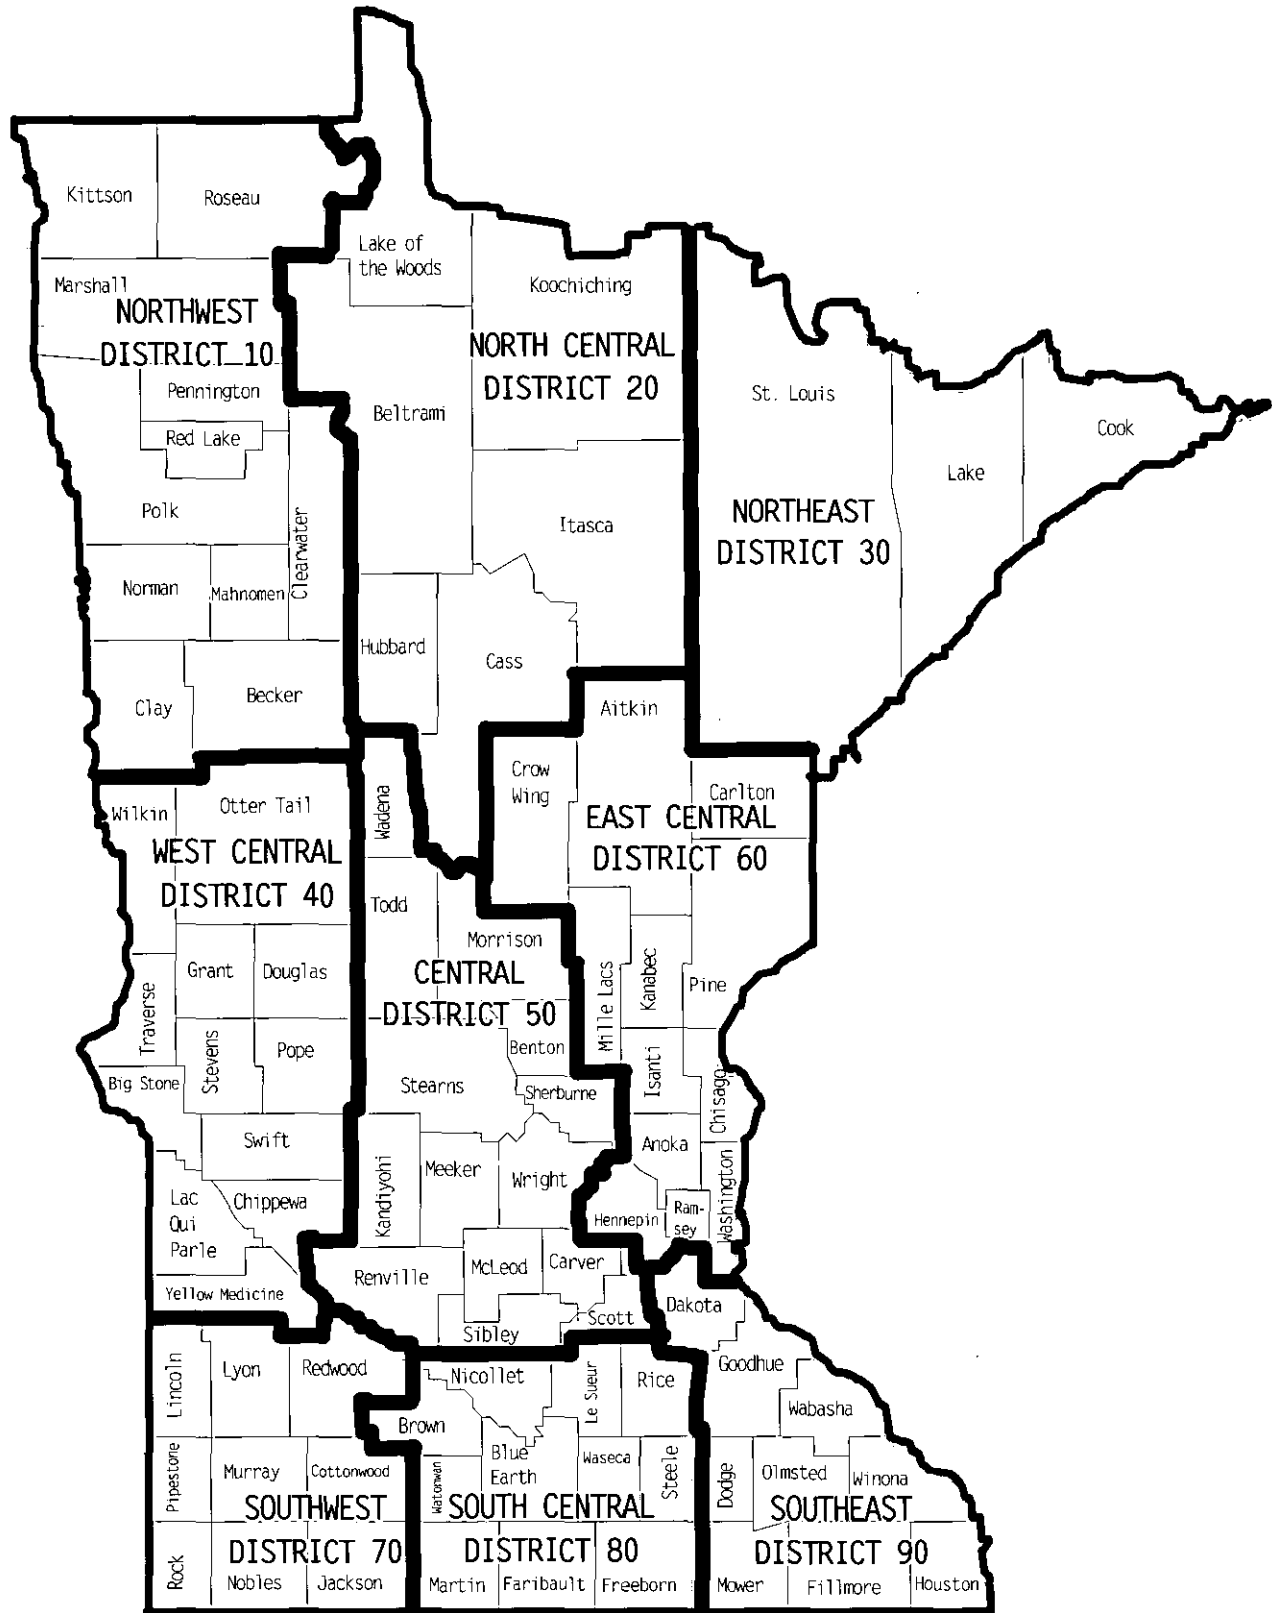 Kittson
Roseau
Lake of
the Woods
Koochiching
Marshall
NORTHWEST
DISTRICT 10
NORTH CENTRAL
DISTRICT 20
Pennington
Red Lake
Beltrami
St. Louis
Cook
Lake
Polk
Clearwater
Itasca
NORTHEAST
DISTRICT 30
Norman
Mahnomen
Hubbard
Cass
Clay
Becker
Aitkin
Crow
Wing
Carlton
Wilkin
Otter Tail
Wadena
EAST CENTRAL
DISTRICT 60
WEST CENTRAL
DISTRICT 40
Todd
Morrison
Grant
Douglas
CENTRAL
DISTRICT 50
Mille Lacs
Kanabec
Pine
Traverse
Stevens
Pope
Benton
Isanti
Chisago
Big Stone
Stearns
Sherburne
Swift
Anoka
Kandiyohi
Meeker
Wright
Washington
Lac
Qui
Parle
Chippewa
Hennepin
Ram-
sey
Renville
McLeod
Carver
Yellow Medicine
Scott
Dakota
Sibley
Lincoln
Lyon
Redwood
Nicollet
Le Sueur
Rice
Goodhue
Wabasha
Brown
Pipestone
Murray
Cottonwood
Watonwan
Blue
Earth
Waseca
Steele
Dodge
Olmsted
Winona
SOUTHWEST
DISTRICT 70
SOUTH CENTRAL
DISTRICT 80
SOUTHEAST
DISTRICT 90
Rock
Nobles
Jackson
Martin
Faribault
Freeborn
Mower
Fillmore
Houston